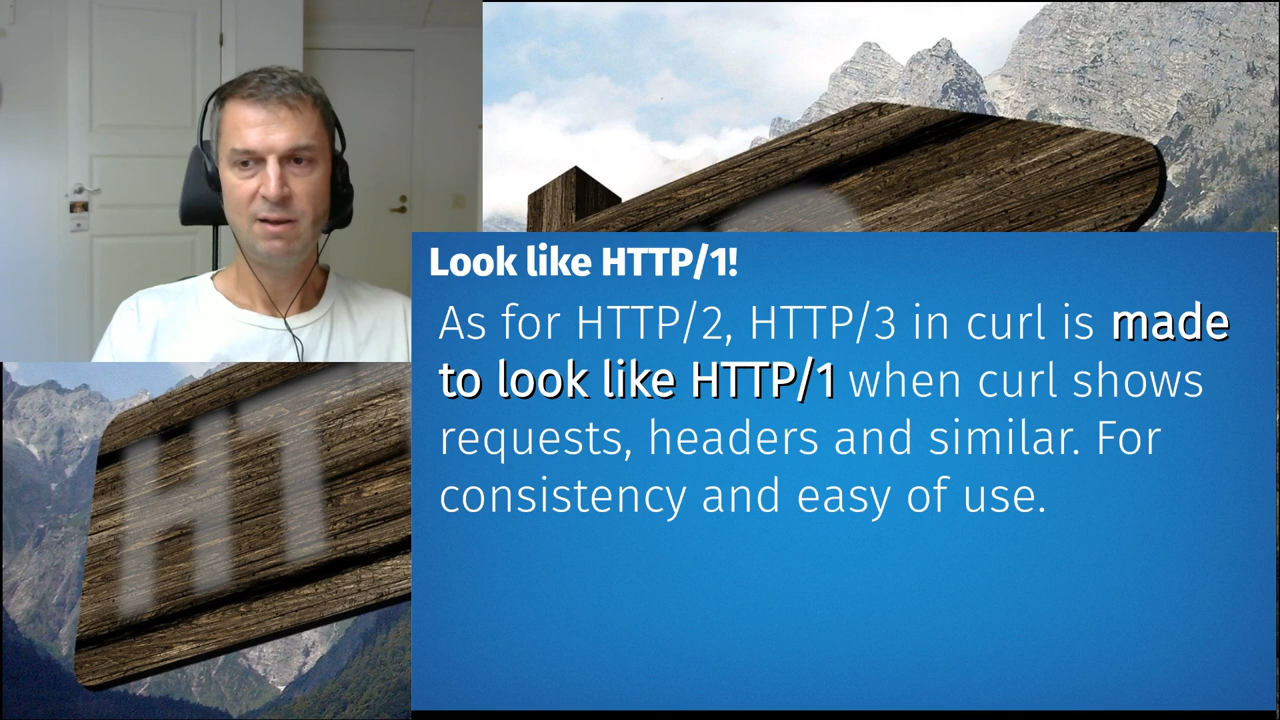 Look like HTTP/1!
As for HTTP/2, HTTP/3 in curl is made
to look like HTTP/1 when curl shows
requests, headers and similar. For
consistency and easy of use.
HT